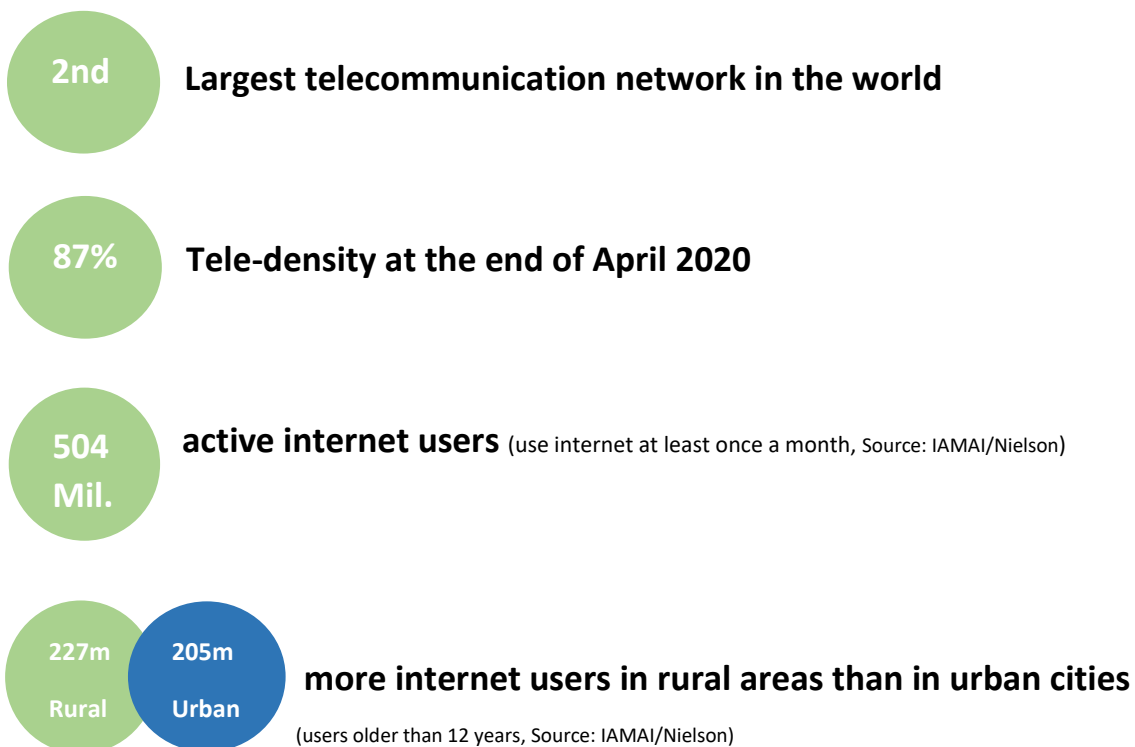 2nd
Largest telecommunication network in the world
87%
Tele-density at the end of April 2020
504
Mil.
active internet users (use internet at least once a month, Source: IAMAI/Nielson)
227m
Rural
205m
Urban
more internet users in rural areas than in urban cities
(users older than 12 years, Source: IAMAI/Nielson)